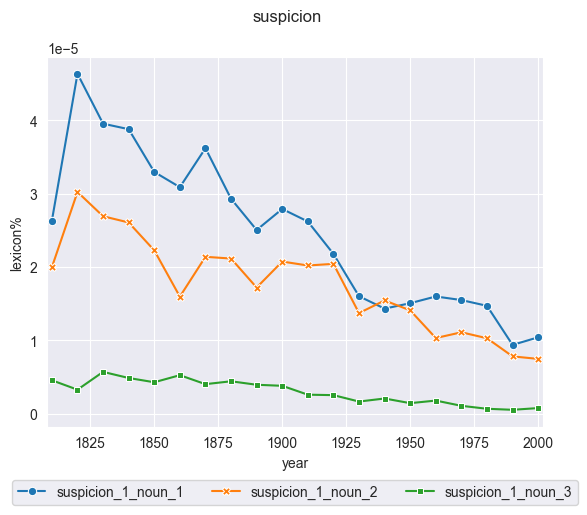 suspicion
1e−5
4
3
2
1
0
lexicon%
1825 1850 1875 1900 1925 1950 1975 2000
year
suspicion_1_noun_1 suspicion_1_noun_2 suspicion_1_noun_3